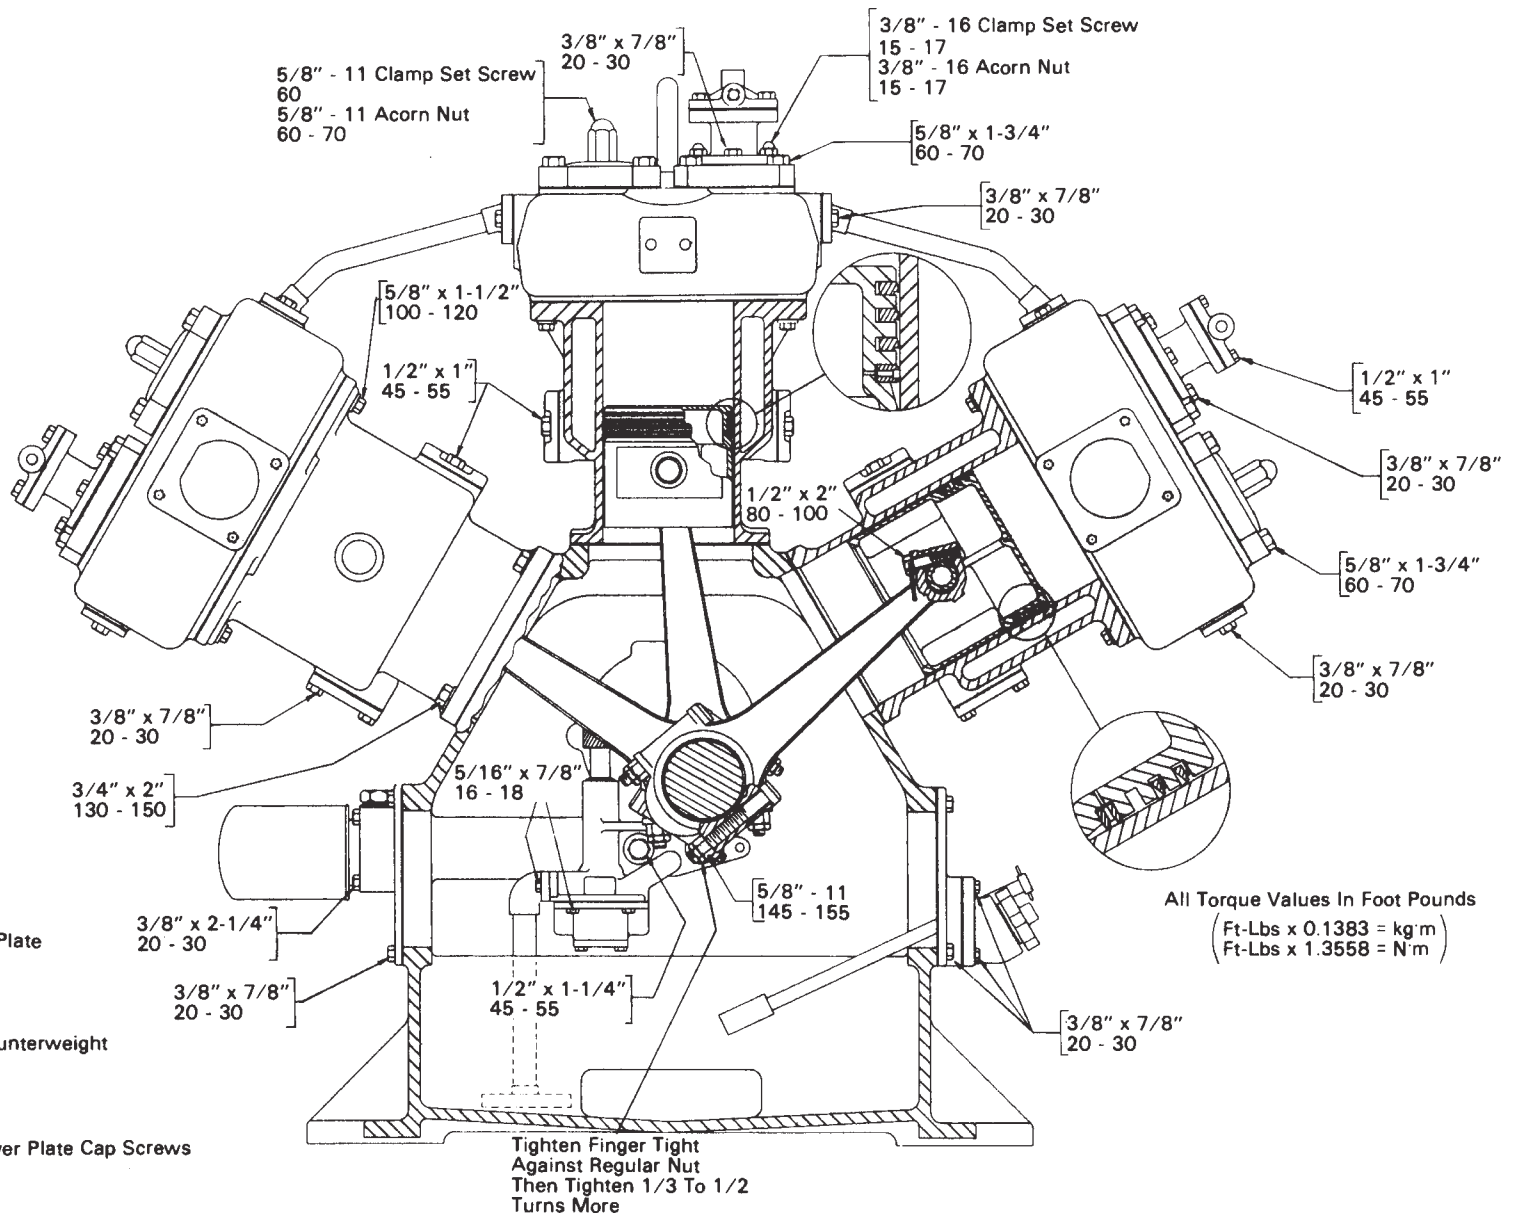 3/8" - 16 Clamp Set Screw
15 - 17
3/8" - 16 Acorn Nut
15 - 17
3/8" x 7/8"
20 - 30
5/8" - 11 Clamp Set Screw
60
5/8" - 11 Acorn Nut
60 - 70
5/8" x 1-3/4"
60 - 70
3/8" x 7/8"
20 - 30
5/8" x 1-1/2"
100 - 120
1/2" x 1"
45 - 55
1/2" x 1"
45 - 55
3/8" x 7/8"
20 - 30
1/2" x 2"
80 - 100
5/8" x 1-3/4"
60 - 70
3/8" x 7/8"
20 - 30
3/8" x 7/8"
20 - 30
3/4" x 2"
130 - 150
5/16" x 7/8"
16 - 18
5/8" - 11
145 - 155
All Torque Values In Foot Pounds
(Ft-Lbs x 0.1383 = kg·m
Ft-Lbs x 1.3558 = N·m)
3/8" x 2-1/4"
20 - 30
Plate
3/8" x 7/8"
20 - 30
1/2" x 1-1/4"
45 - 55
3/8" x 7/8"
20 - 30
unterweight
er Plate Cap Screws
Tighten Finger Tight
Against Regular Nut
Then Tighten 1/3 To 1/2
Turns More